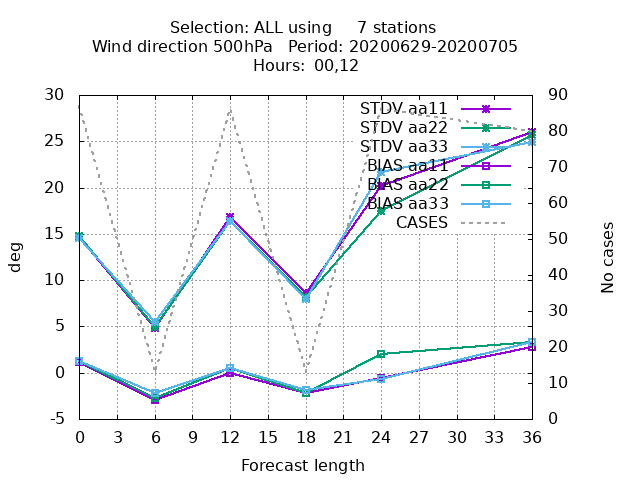 Selection: ALL using     7 stations
Wind direction 500hPa   Period: 20200629-20200705
Hours:  00,12
30 90
STDV aa11
80
STDV aa22
25
STDV aa33
70
BIAS aa11
20
BIAS aa22
60
BIAS aa33
CASES
15 50
deg
No cases
10 40
30
5
20
0
10
-5 0
0 3 6 9 12 15 18 21 24 27 30 33 36
Forecast length